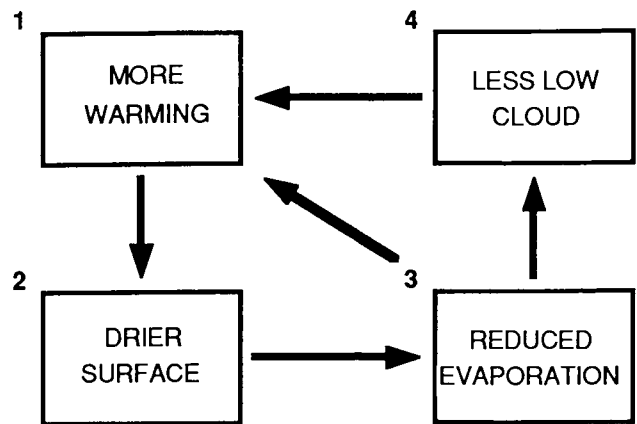 1
MORE
WARMING
4
LESS LOW
CLOUD
2
DRIER
SURFACE
3
REDUCED
EVAPORATION